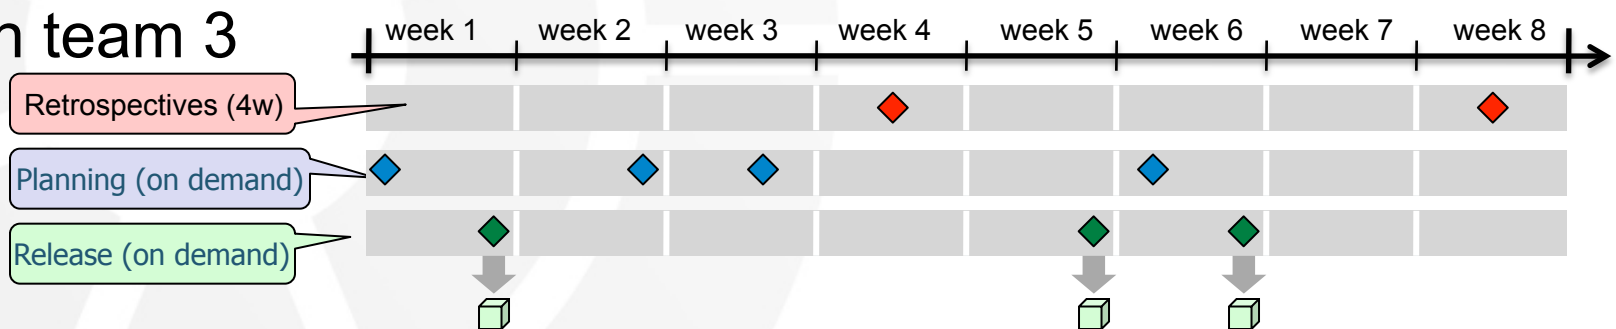 team 3
week 1 week 2 week 3 week 4 week 5 week 6 week 7 week 8
Retrospectives (4w)
Planning (on demand)
Release (on demand)